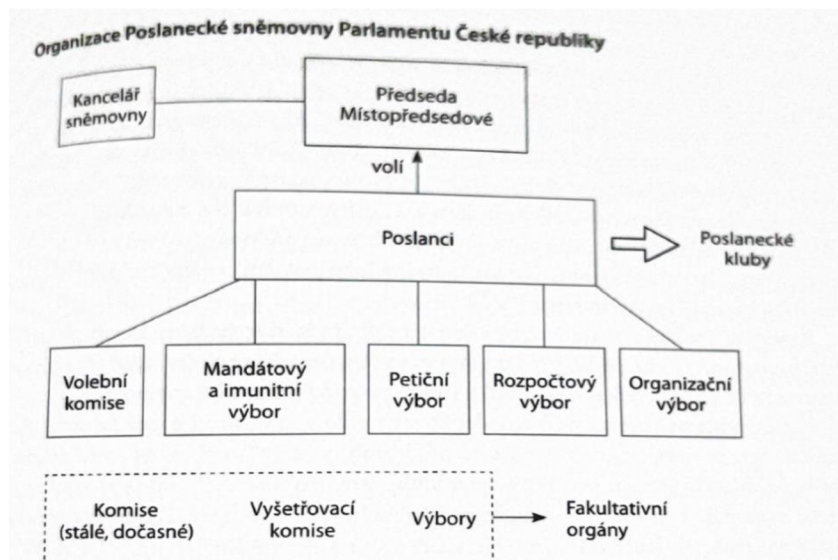 Organizace Poslanecké sněmovny Parlamentu České republiky
Kancelář
sněmovny
Předseda
Místopředsedové
volí
Poslanci
Poslanecké
kluby
Volební
komise
Mandátový
a imunitní
výbor
Petiční
výbor
Rozpočtový
výbor
Organizační
výbor
Komise
(stálé, dočasné)
Vyšetřovací
komise
Výbory
Fakultativní
orgány